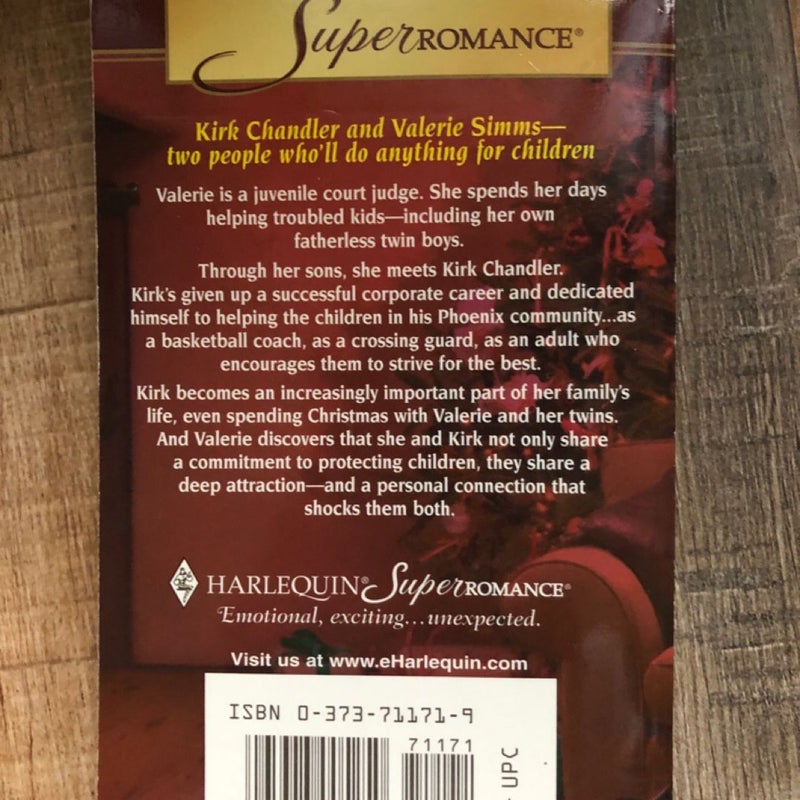 SuperROMANCE®
Kirk Chandler and Valerie Simms—
two people who'll do anything for children
Valerie is a juvenile court judge. She spends her days
helping troubled kids—including her own
fatherless twin boys.
Through her sons, she meets Kirk Chandler.
Kirk's given up a successful corporate career and dedicated
himself to helping the children in his Phoenix community...as
a basketball coach, as a crossing guard, as an adult who
encourages them to strive for the best.
Kirk becomes an increasingly important part of her family's
life, even spending Christmas with Valerie and her twins.
And Valerie discovers that she and Kirk not only share
a commitment to protecting children, they share a
deep attraction—and a personal connection that
shocks them both.
HARLEQUIN® SuperROMANCE®
Emotional, exciting...unexpected.
Visit us at www.eHarlequin.com
ISBN 0-373-71171-9
71171
UPC